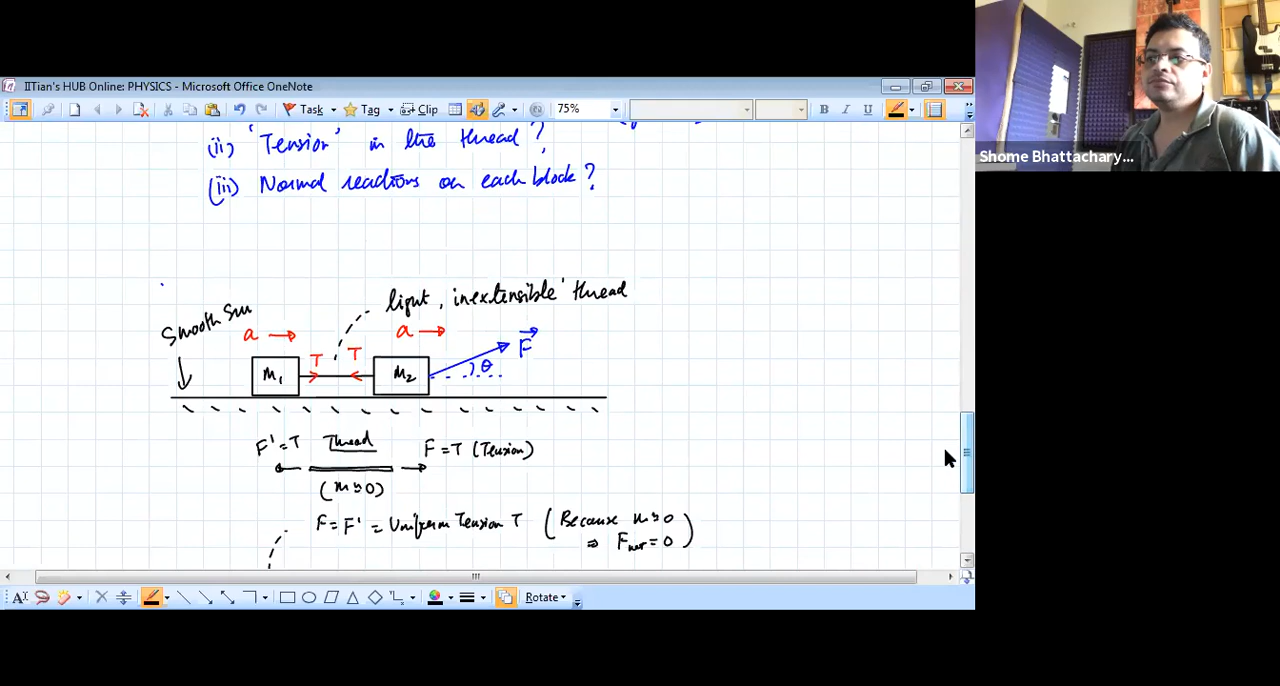 IITian's HUB Online: PHYSICS - Microsoft Office OneNote
Task Tag Clip 75% B I U
Shome Bhattachary...
(ii) 'Tension' in the thread?
(iii) Normal reactions on each block?
light, inextensible thread
Smooth Sur
a → a →
T T F
θ
m₁ m₂
F' = T Thread F = T (Tension)
(m≈0)
F = F' = Uniform Tension T (Because m≈0
⇒ Fnet = 0)
A Rotate